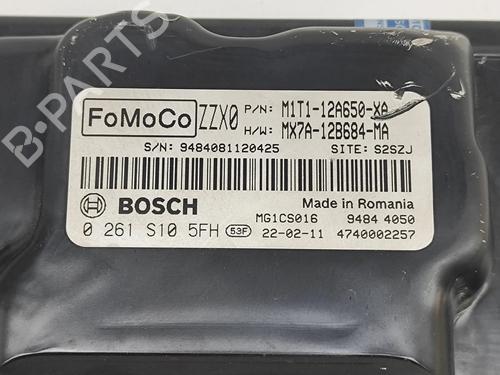 FoMoCo ZZX0 P/N: M1T1-12A650-XA
H/W: MX7A-12B684-MA
S/N: 9484081120425 SITE: S2SZJ
BOSCH Made in Romania
MG1CS016 9484 4050
0 261 S10 5FH 53F 22-02-11 4740002257
B-PARTS